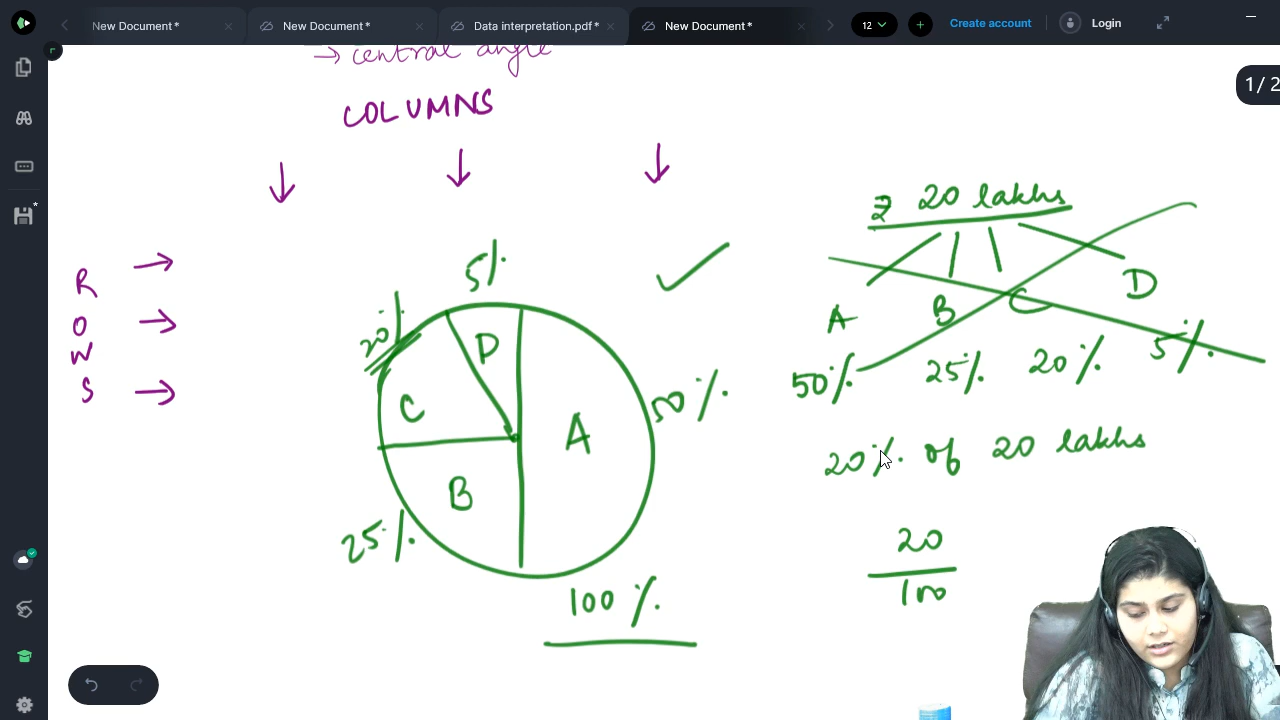 New Document*
New Document*
Data interpretation.pdf*
New Document*
12
Create account
Login
→ central angle
COLUMNS
1/2
R
O
W
S
₹ 20 lakhs
A B C D
50% 25% 20% 5%
20% of 20 lakhs
20
100
5%
20%
D
C
A
50%
B
25%
100%